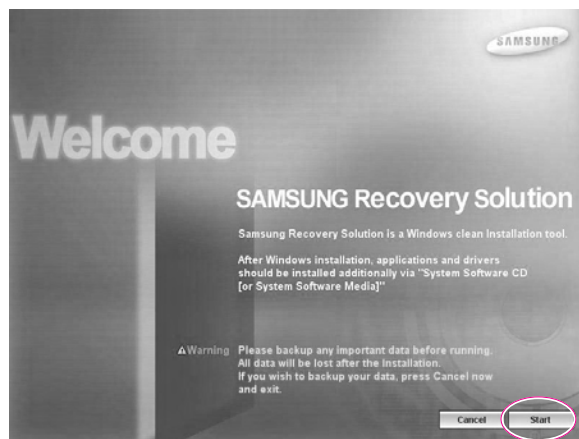 SAMSUNG
Welcome
SAMSUNG Recovery Solution
Samsung Recovery Solution is a Windows clean Installation tool.
After Windows installation, applications and drivers
should be installed additionally via "System Software CD
[or System Software Media]"
Warning Please backup any important data before running.
All data will be lost after the Installation.
If you wish to backup your data, press Cancel now
and exit.
Cancel Start